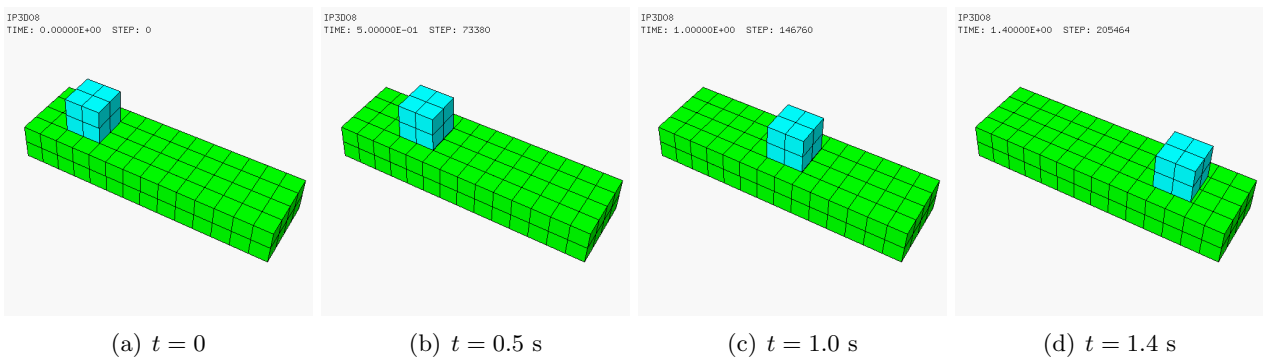 IP3D08
TIME: 0.00000E+00 STEP: 0
IP3D08
TIME: 5.00000E-01 STEP: 73380
IP3D08
TIME: 1.00000E+00 STEP: 146760
IP3D08
TIME: 1.40000E+00 STEP: 205464
(a) t = 0
(b) t = 0.5 s
(c) t = 1.0 s
(d) t = 1.4 s